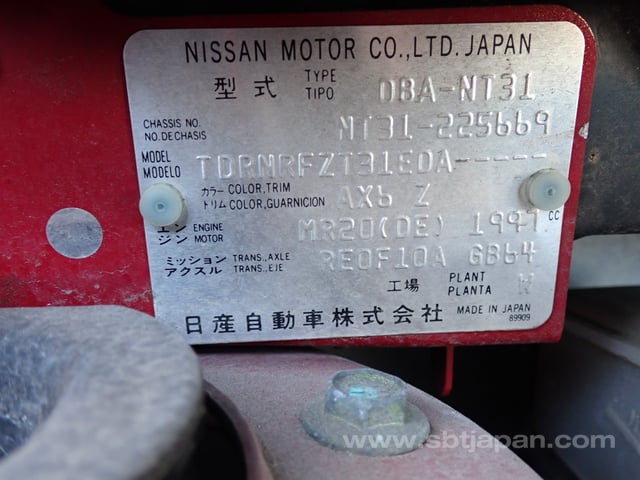 NISSAN MOTOR CO.,LTD. JAPAN
型式 TYPE TIPO DBA-NT31
CHASSIS NO. NO. DE CHASIS NT31-225669
MODEL MODELO TDRNRFZT31EDA-----
カラー COLOR,TRIM
トリム COLOR,GUARNICION AX6 Z
エン ENGINE
ジン MOTOR MR20(DE) 1997 CC
ミッション TRANS.,AXLE
アクスル TRANS.,EJE RE0F10A GB64
工場 PLANT PLANTA W
日産自動車株式会社 MADE IN JAPAN
89909
www.sbtjapan.com